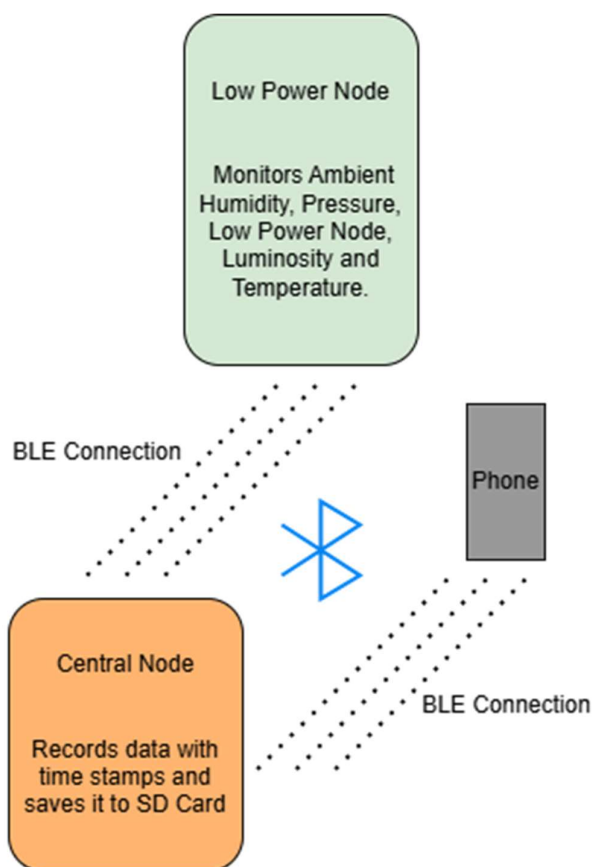 Low Power Node
Monitors Ambient
Humidity, Pressure,
Low Power Node,
Luminosity and
Temperature.
BLE Connection
Phone
Central Node
Records data with
time stamps and
saves it to SD Card
BLE Connection